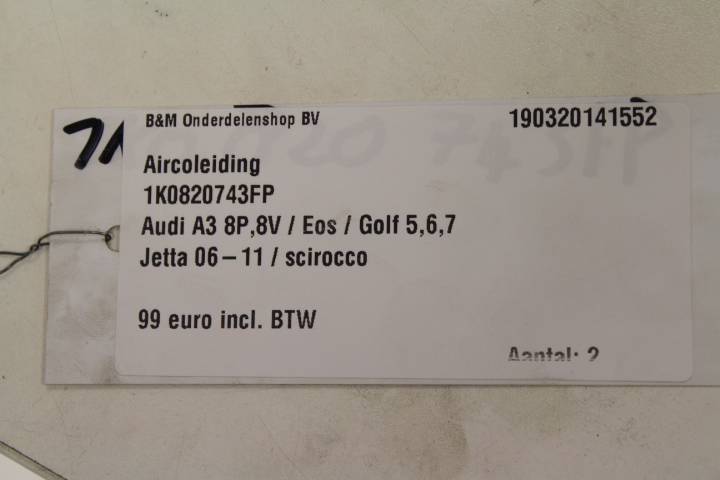 B&M Onderdelenshop BV 190320141552
Aircoleiding
1K0820743FP
Audi A3 8P,8V / Eos / Golf 5,6,7
Jetta 06-11 / scirocco
99 euro incl. BTW
Aantal: 2